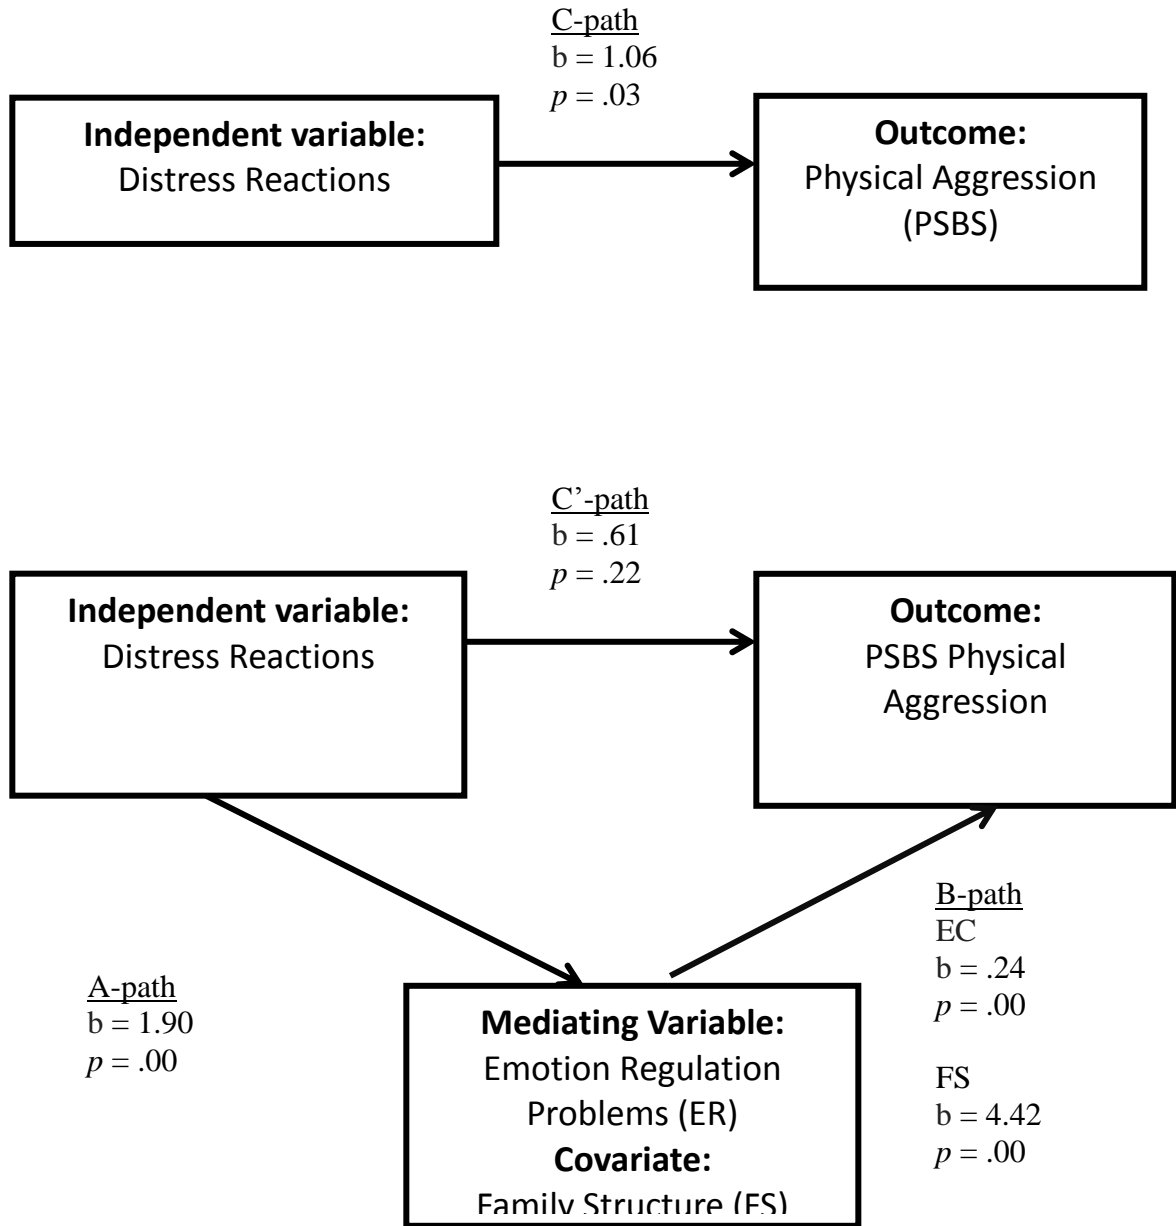 C-path
b = 1.06
p = .03
Independent variable:
Distress Reactions
Outcome:
Physical Aggression
(PSBS)
C’-path
b = .61
p = .22
Independent variable:
Distress Reactions
Outcome:
PSBS Physical
Aggression
A-path
b = 1.90
p = .00
Mediating Variable:
Emotion Regulation
Problems (ER)
Covariate:
Family Structure (FS)
B-path
EC
b = .24
p = .00
FS
b = 4.42
p = .00